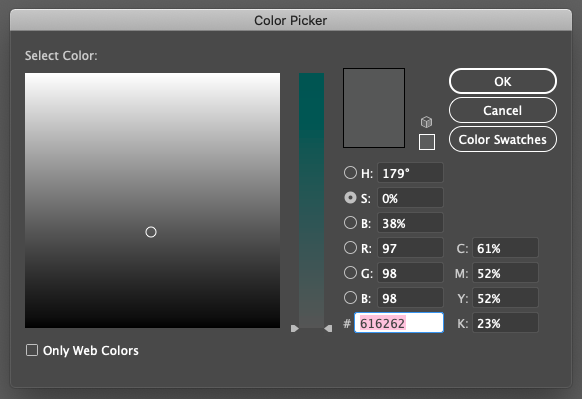 Color Picker
Select Color:
OK
Cancel
Color Swatches
H: 179°
S: 0%
B: 38%
R: 97 C: 61%
G: 98 M: 52%
B: 98 Y: 52%
# 616262 K: 23%
Only Web Colors